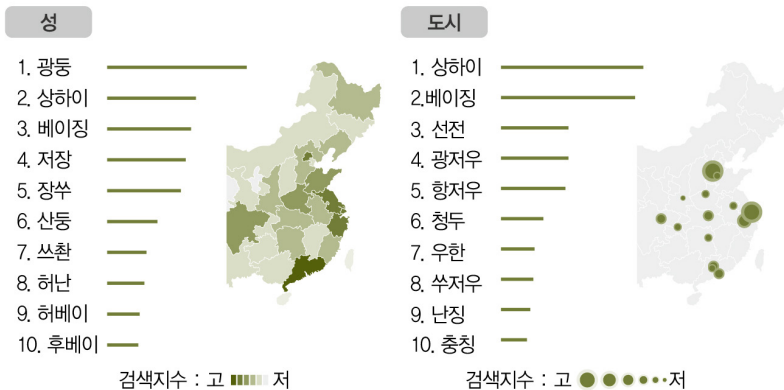 성
1. 광둥
2. 상하이
3. 베이징
4. 저장
5. 장쑤
6. 산둥
7. 쓰촨
8. 허난
9. 허베이
10. 후베이
검색지수 : 고 저
도시
1. 상하이
2.베이징
3. 선전
4. 광저우
5. 항저우
6. 청두
7. 우한
8. 쑤저우
9. 난징
10. 충칭
검색지수 : 고 저